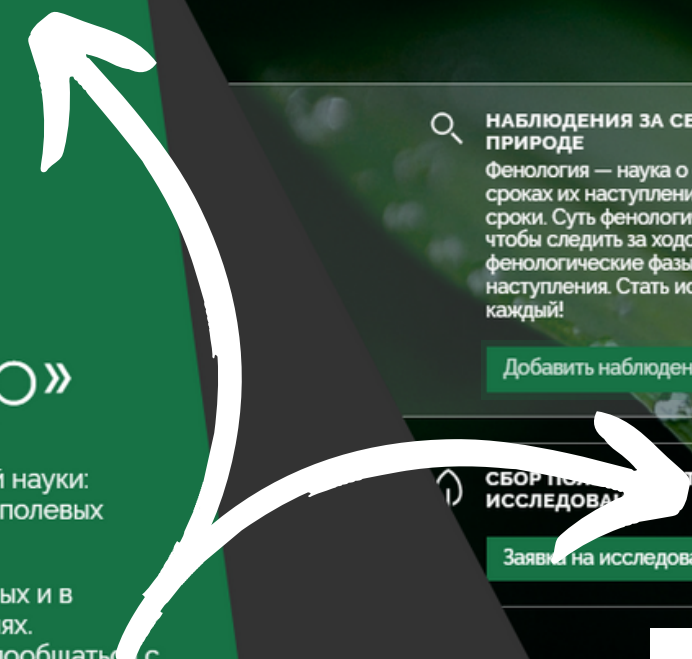 О»
й науки:
полевых
ых и в
ях.
НАБЛЮДЕНИЯ ЗА СЕ
ПРИРОДЕ
Фенология — наука о
сроках их наступлени
сроки. Суть фенологи
чтобы следить за ходо
фенологические фазы
наступления. Стать ис
каждый!
Добавить наблюден
СБОР
ИССЛЕДОВА
Заявка на исследова